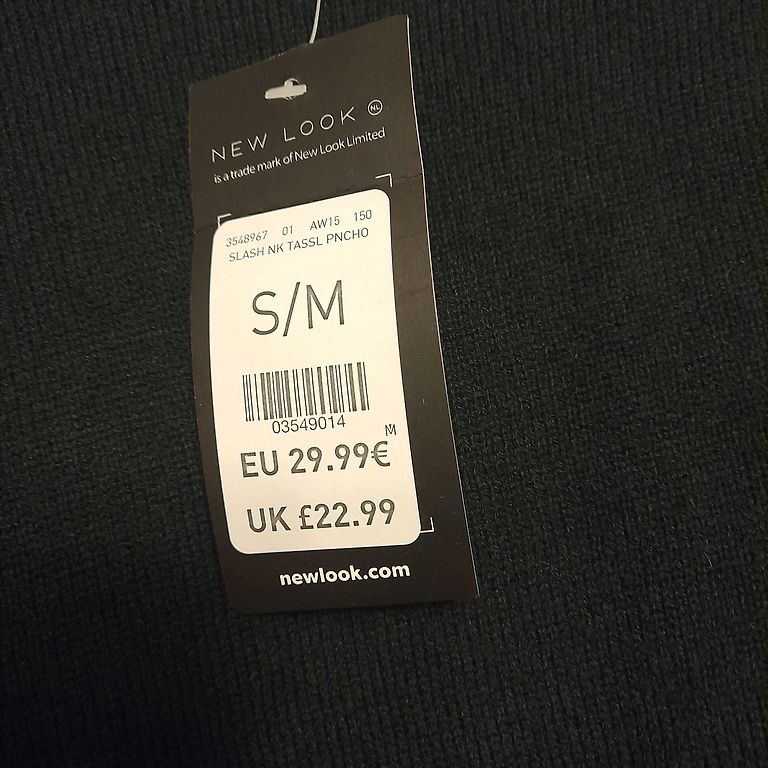 NEW LOOK NL
is a trade mark of New Look Limited
3548967 01 AW15 150
SLASH NK TASSL PNCHO
S/M
03549014
M
EU 29.99€
UK £22.99
newlook.com